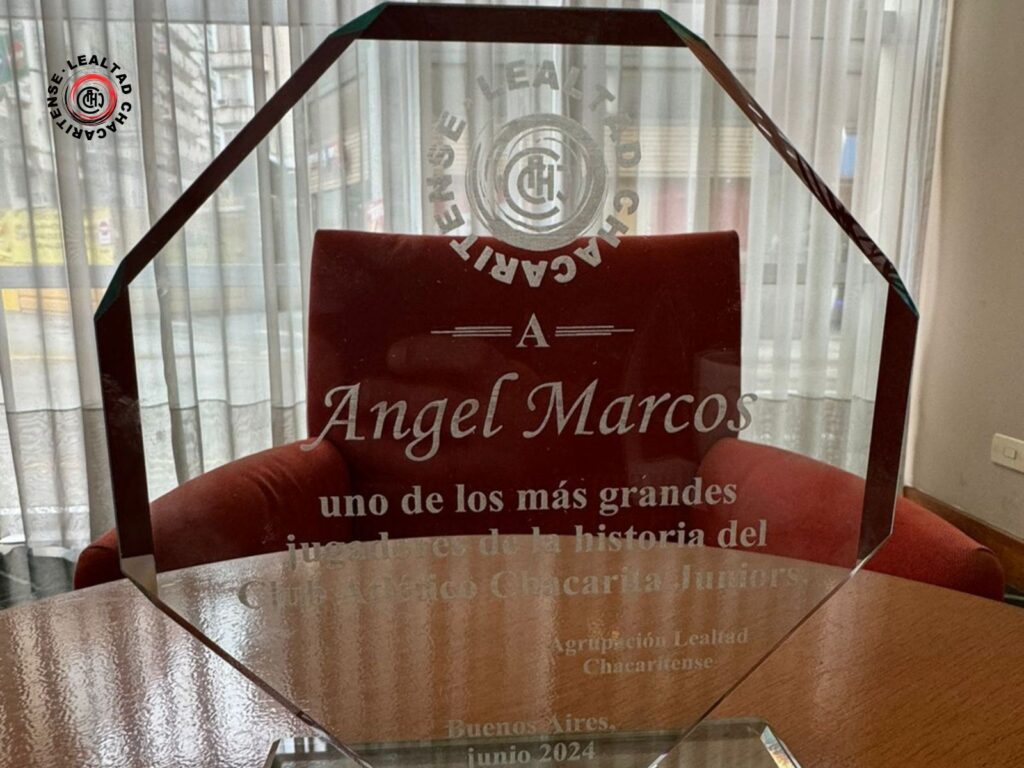 LEALTAD CHACARITENSE.
CACHJ
LEALTAD CHACARITENSE.
A
Angel Marcos
uno de los más grandes
jugadores de la historia del
Club Atlético Chacarita Juniors.
Agrupación Lealtad
Chacaritense
Buenos Aires,
junio 2024